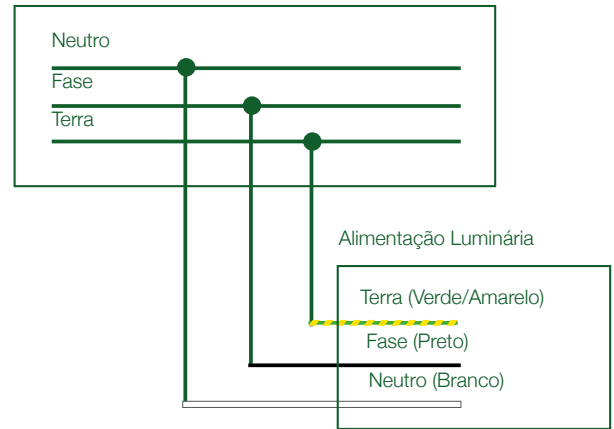 Neutro
Fase
Terra
Alimentação Luminária
Terra (Verde/Amarelo)
Fase (Preto)
Neutro (Branco)